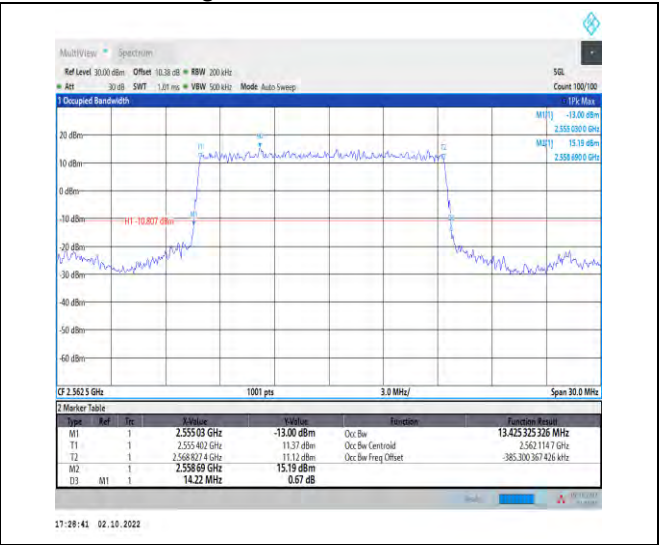 MultiView Spectrum
Ref Level 30.00 dBm Offset 10.38 dB RBW 200 kHz SGL
Att 30 dB SWT 1.01 ms VBW 500 kHz Mode Auto Sweep Count 100/100
1 Occupied Bandwidth 1Pk Max
M1[1] -13.00 dBm
2.555 030 0 GHz
20 dBm M2 M2[1] 15.19 dBm
T1 T2 2.558 690 0 GHz
10 dBm
0 dBm
-10 dBm H1 -10.807 dBm M1 D3
-20 dBm
-30 dBm
-40 dBm
-50 dBm
-60 dBm
CF 2.562 5 GHz 1001 pts 3.0 MHz/ Span 30.0 MHz
2 Marker Table
Type Ref Trc X-Value Y-Value Function Function Result
M1 1 2.555 03 GHz -13.00 dBm Occ Bw 13.425 325 326 MHz
T1 1 2.555 402 GHz 11.37 dBm Occ Bw Centroid 2.562 114 7 GHz
T2 1 2.568 827 4 GHz 11.12 dBm Occ Bw Freq Offset -385.300 367 426 kHz
M2 1 2.558 69 GHz 15.19 dBm
D3 M1 1 14.22 MHz 0.67 dB
17:28:41 02.10.2022